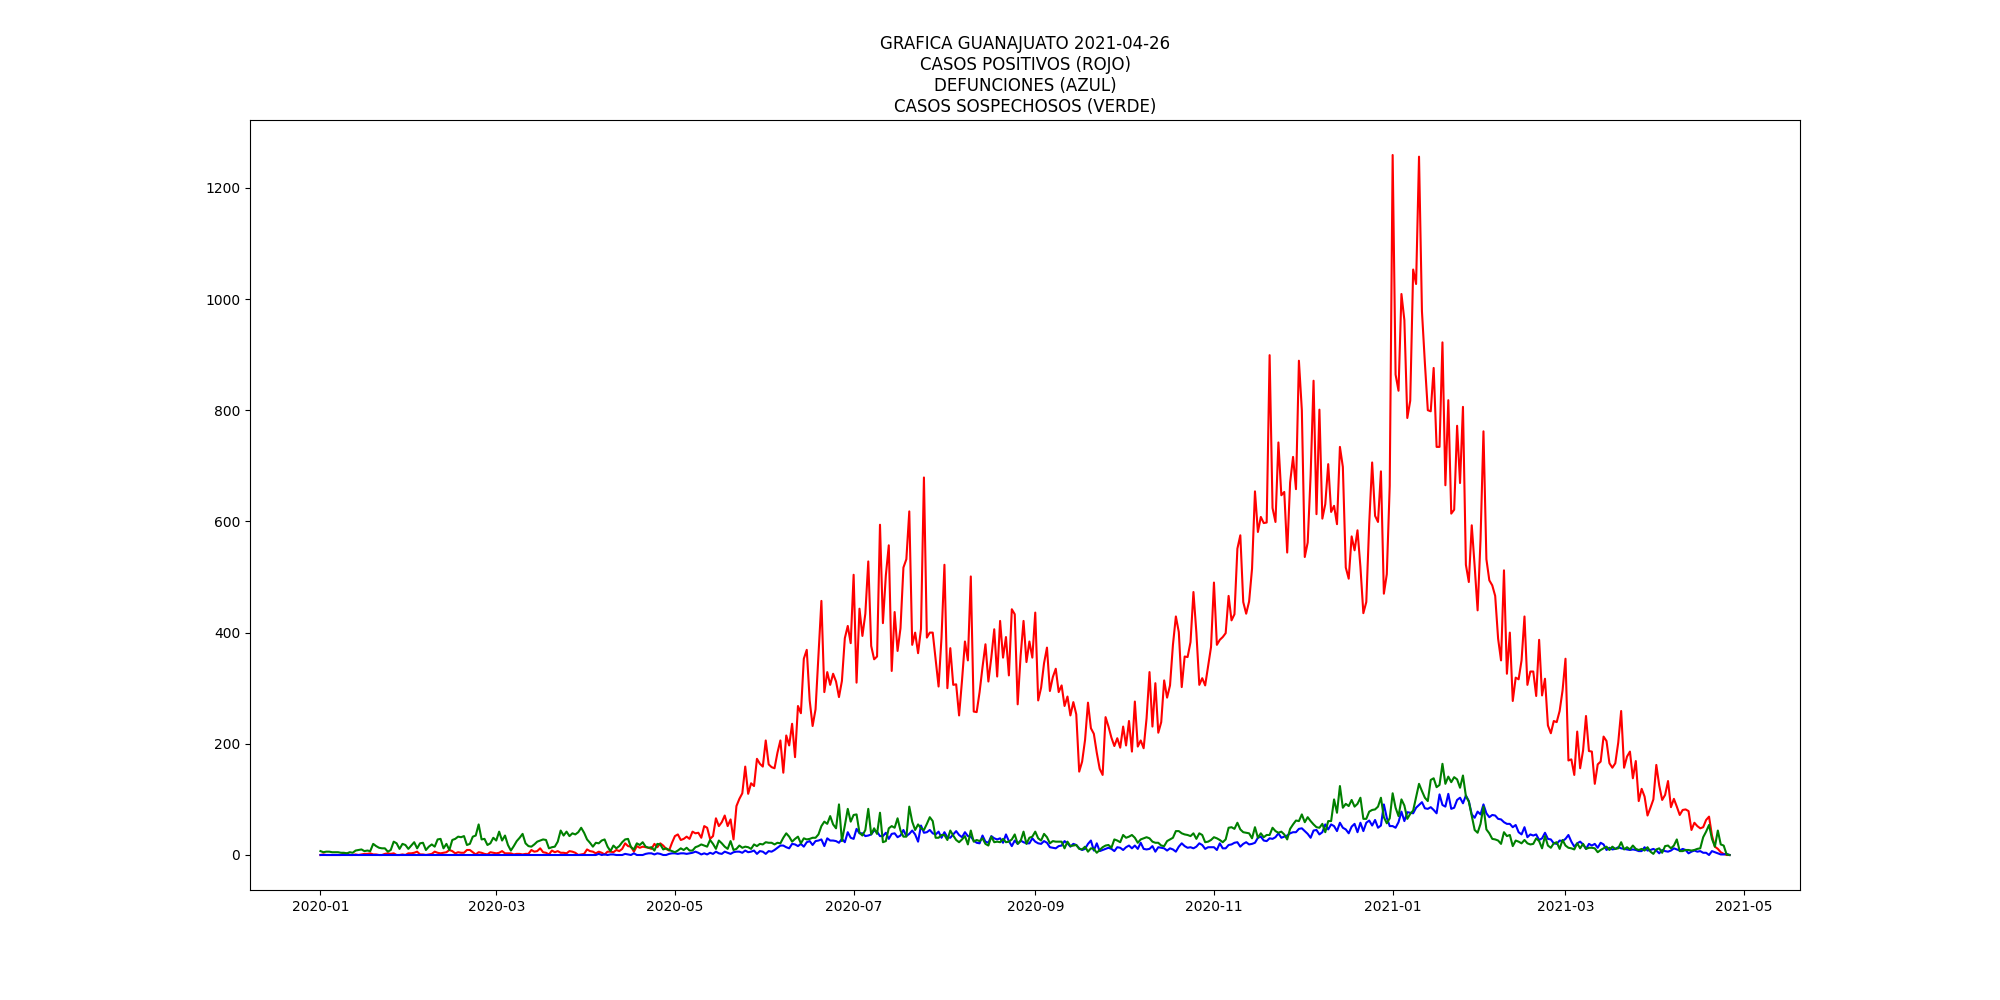 GRAFICA GUANAJUATO 2021-04-26
CASOS POSITIVOS (ROJO)
DEFUNCIONES (AZUL)
CASOS SOSPECHOSOS (VERDE)
1200
1000
800
600
400
200
0
2020-01 2020-03 2020-05 2020-07 2020-09 2020-11 2021-01 2021-03 2021-05